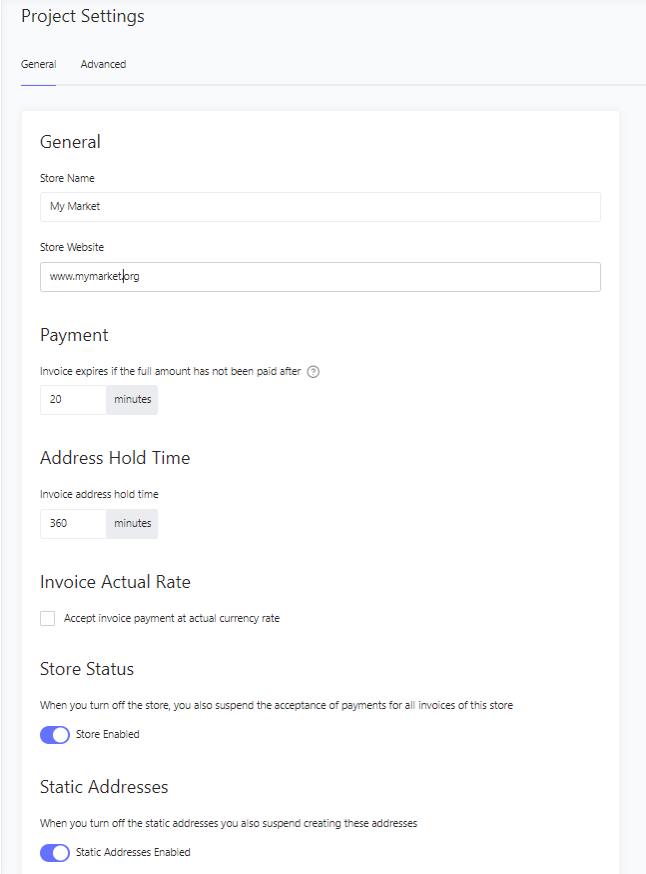 Project Settings
General Advanced
General
Store Name
My Market
Store Website
www.mymarket.org
Payment
Invoice expires if the full amount has not been paid after ?
20 minutes
Address Hold Time
Invoice address hold time
360 minutes
Invoice Actual Rate
Accept invoice payment at actual currency rate
Store Status
When you turn off the store, you also suspend the acceptance of payments for all invoices of this store
Store Enabled
Static Addresses
When you turn off the static addresses you also suspend creating these addresses
Static Addresses Enabled